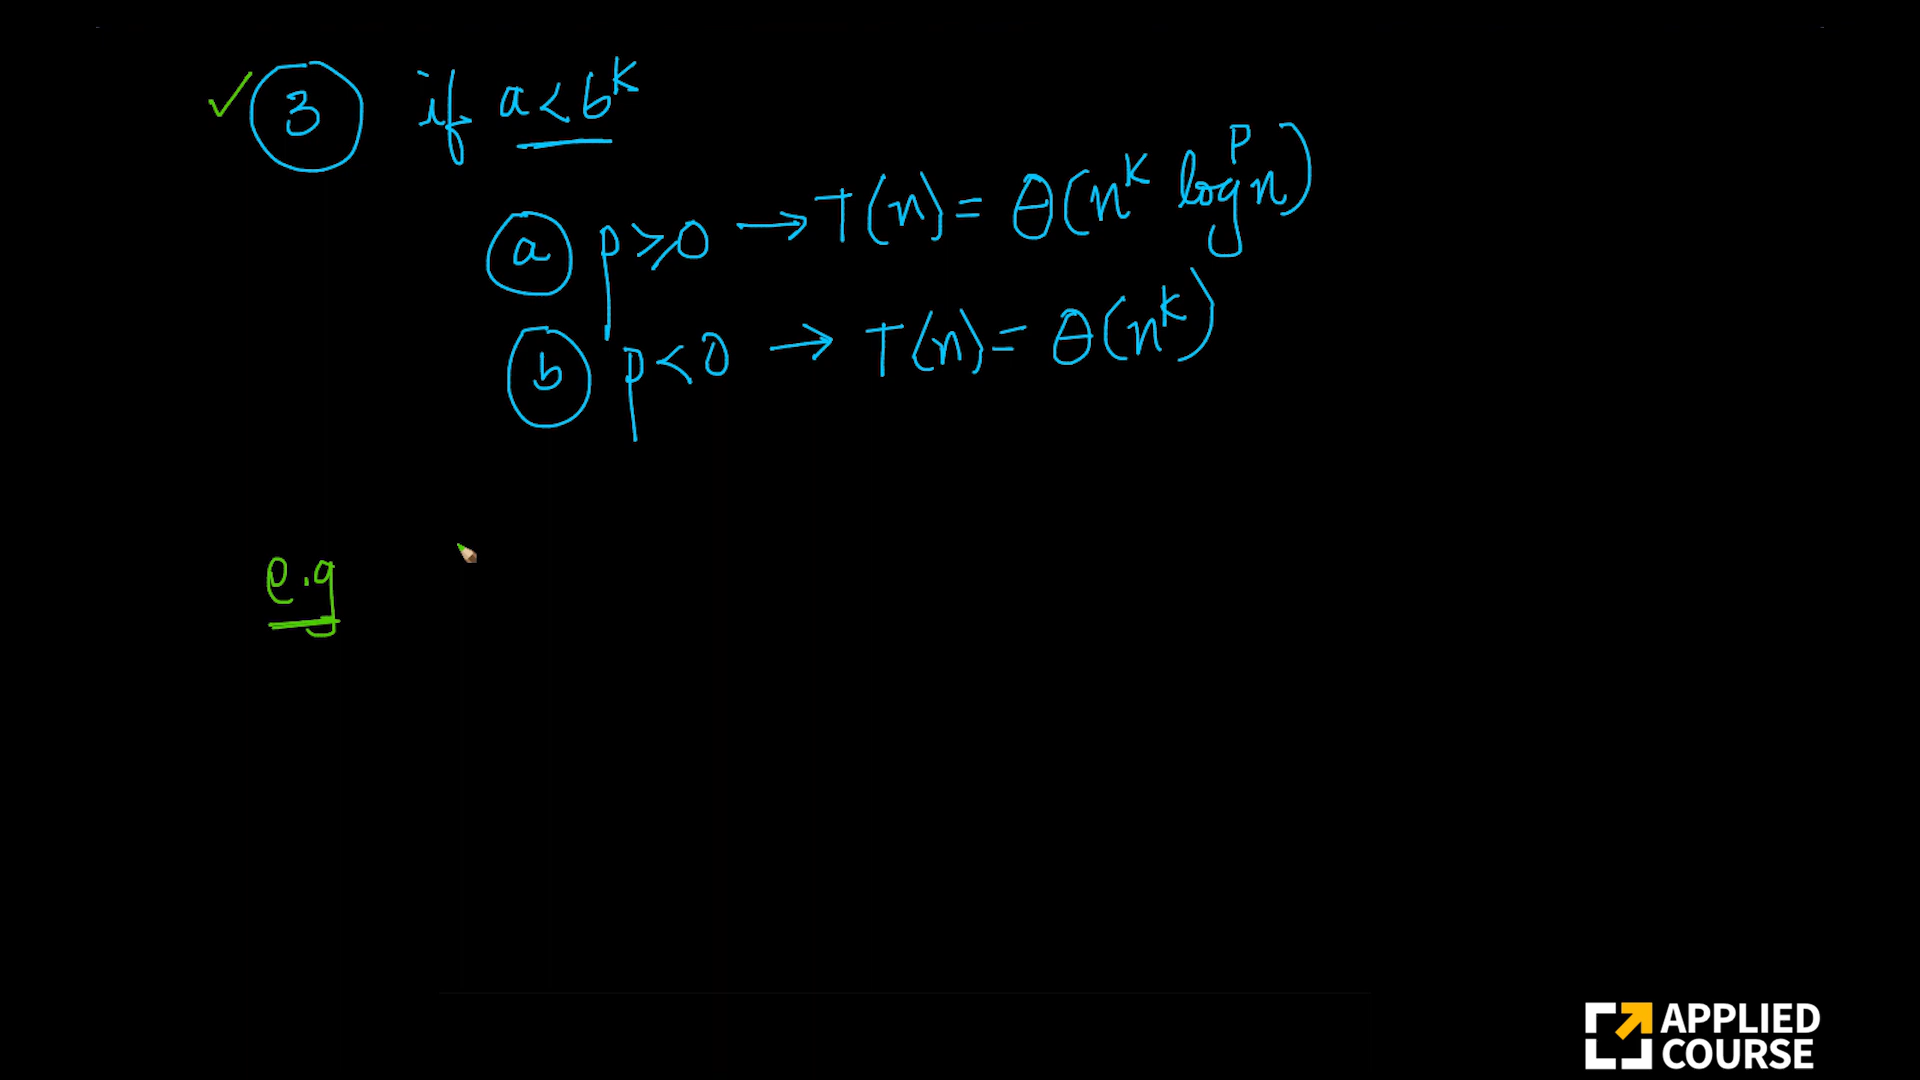 ✓ 3 if a < b^k
a p ≥ 0 → T(n) = θ(n^k log^p n)
b p < 0 → T(n) = θ(n^k)
e.g
APPLIED
COURSE